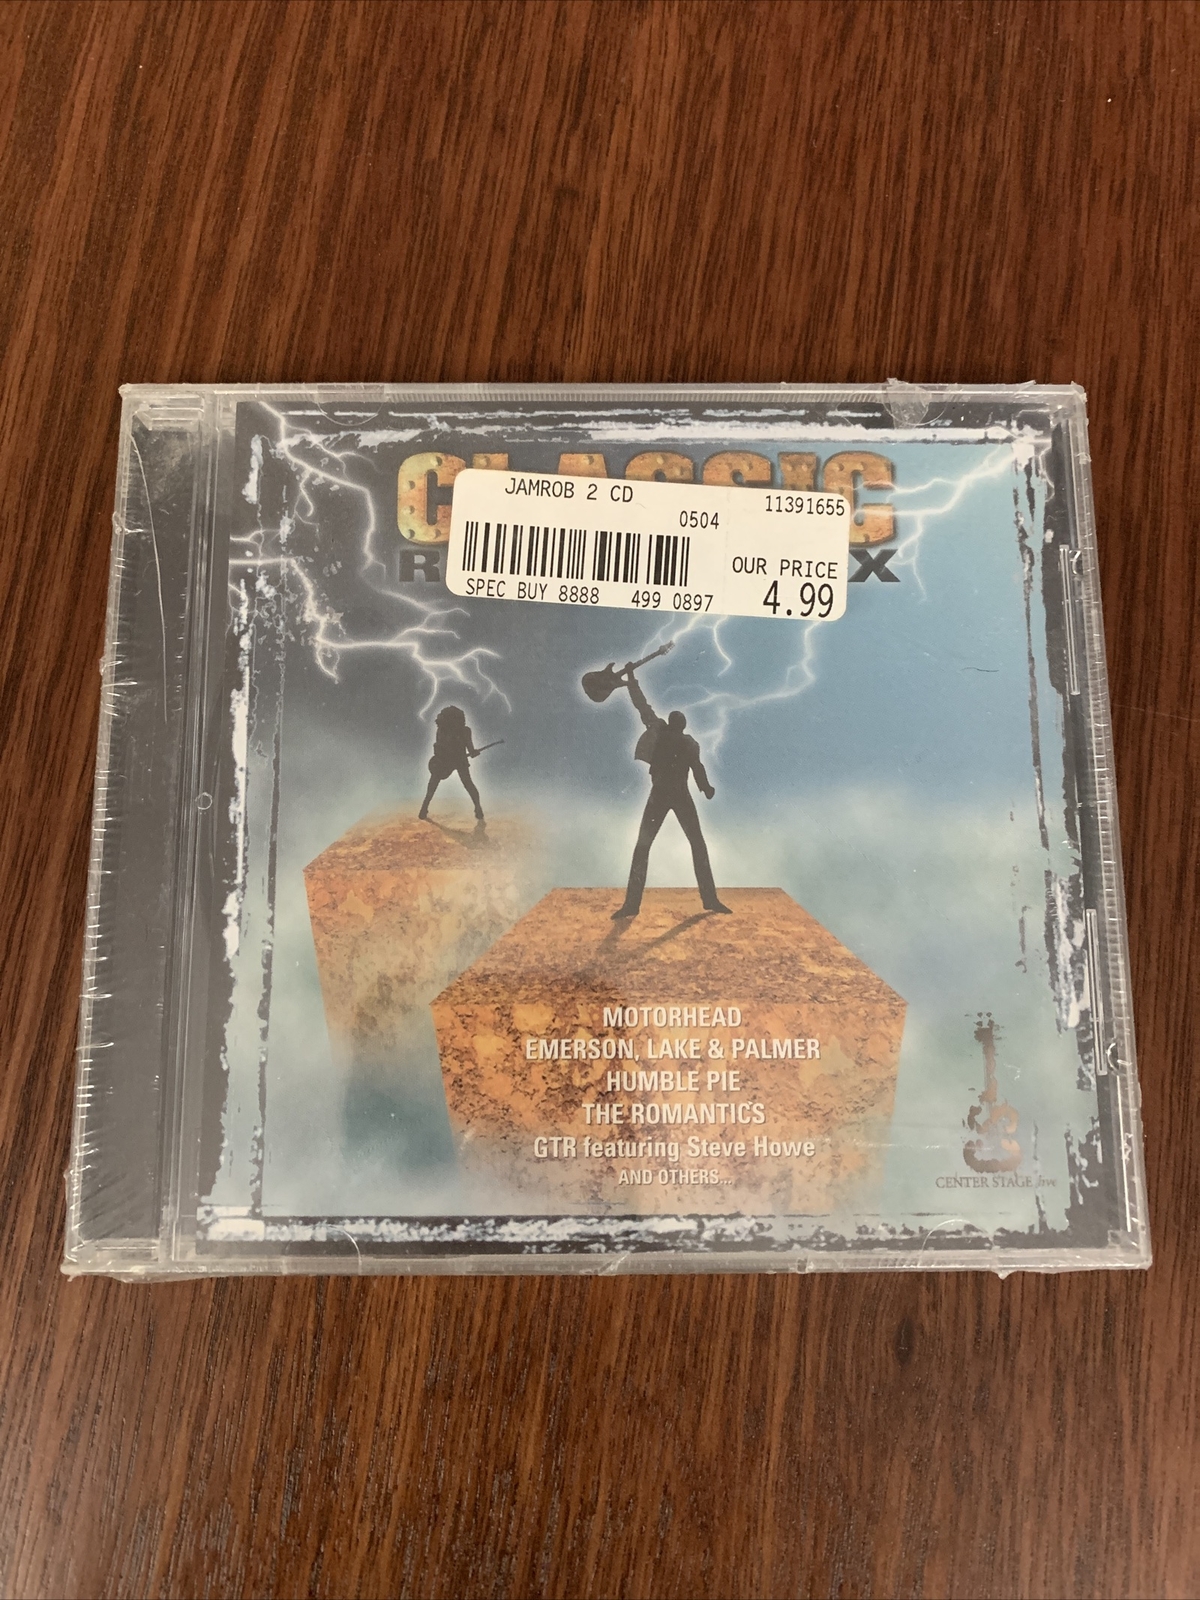 CLASSIC
R X
JAMROB 2 CD
11391655
0504
OUR PRICE
SPEC BUY 8888 499 0897
4.99
MOTORHEAD
EMERSON, LAKE & PALMER
HUMBLE PIE
THE ROMANTICS
GTR featuring Steve Howe
AND OTHERS...
CENTER STAGE live